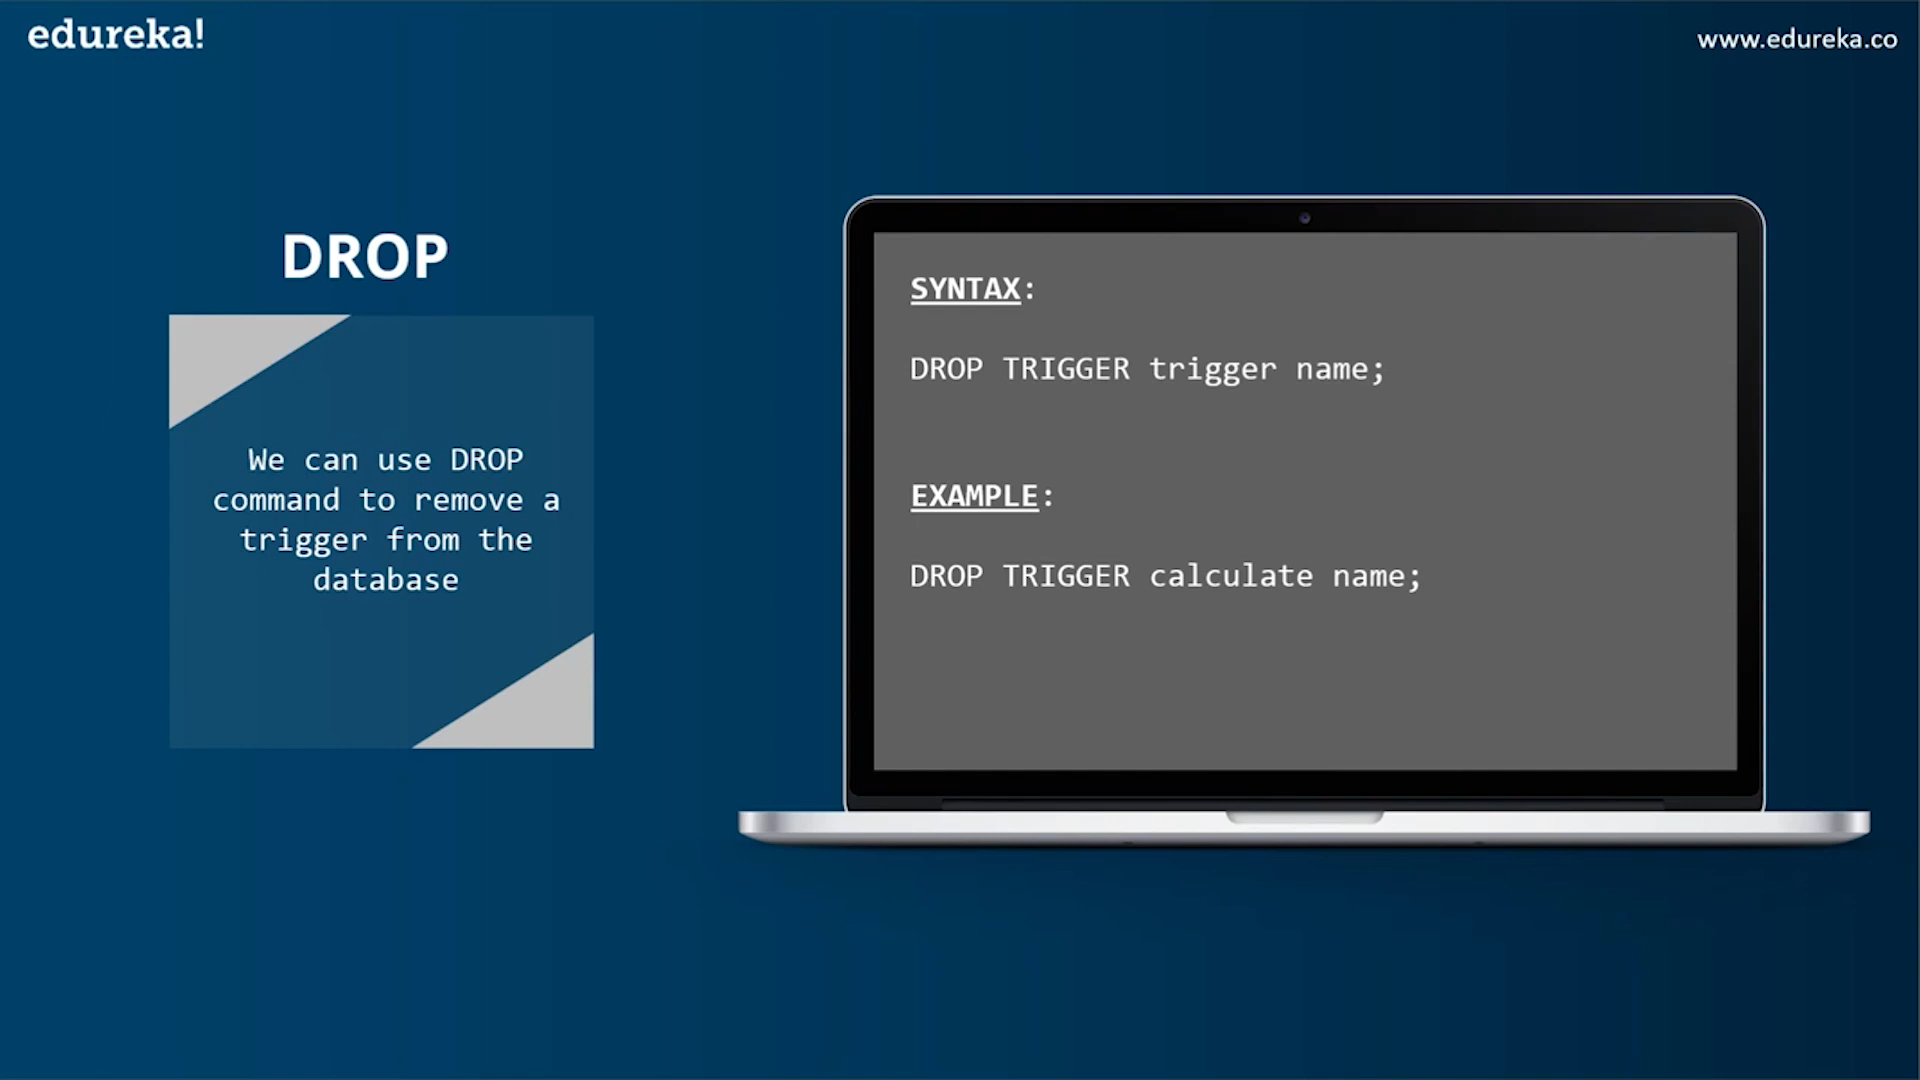 edureka!
www.edureka.co
DROP
We can use DROP
command to remove a
trigger from the
database
SYNTAX:
DROP TRIGGER trigger name;
EXAMPLE:
DROP TRIGGER calculate name;